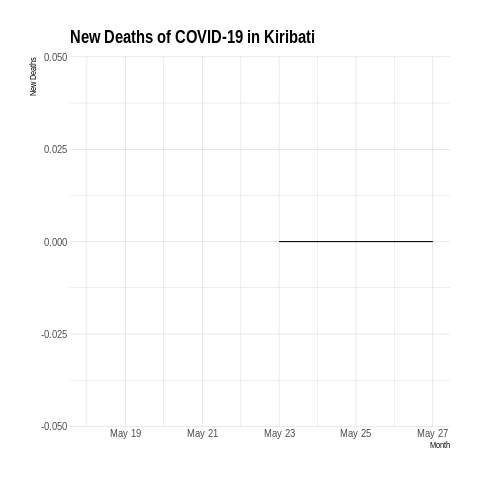 New Deaths of COVID-19 in Kiribati
New Deaths
0.050
0.025
0.000
-0.025
-0.050
May 19 May 21 May 23 May 25 May 27
Month